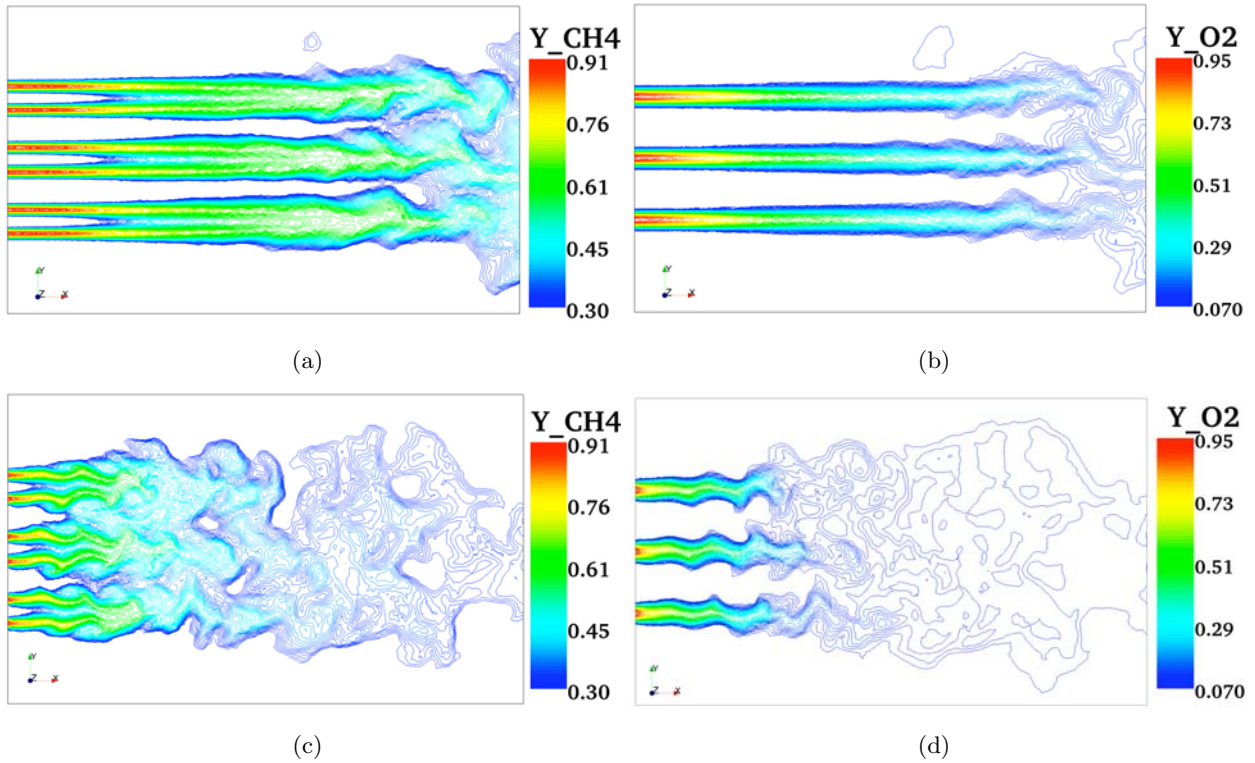 Y_CH4
0.91
0.76
0.61
0.45
0.30
Y
Z X
(a)
Y_O2
0.95
0.73
0.51
0.29
0.070
Y
Z X
(b)
Y_CH4
0.91
0.76
0.61
0.45
0.30
Y
Z X
(c)
Y_O2
0.95
0.73
0.51
0.29
0.070
Y
Z X
(d)